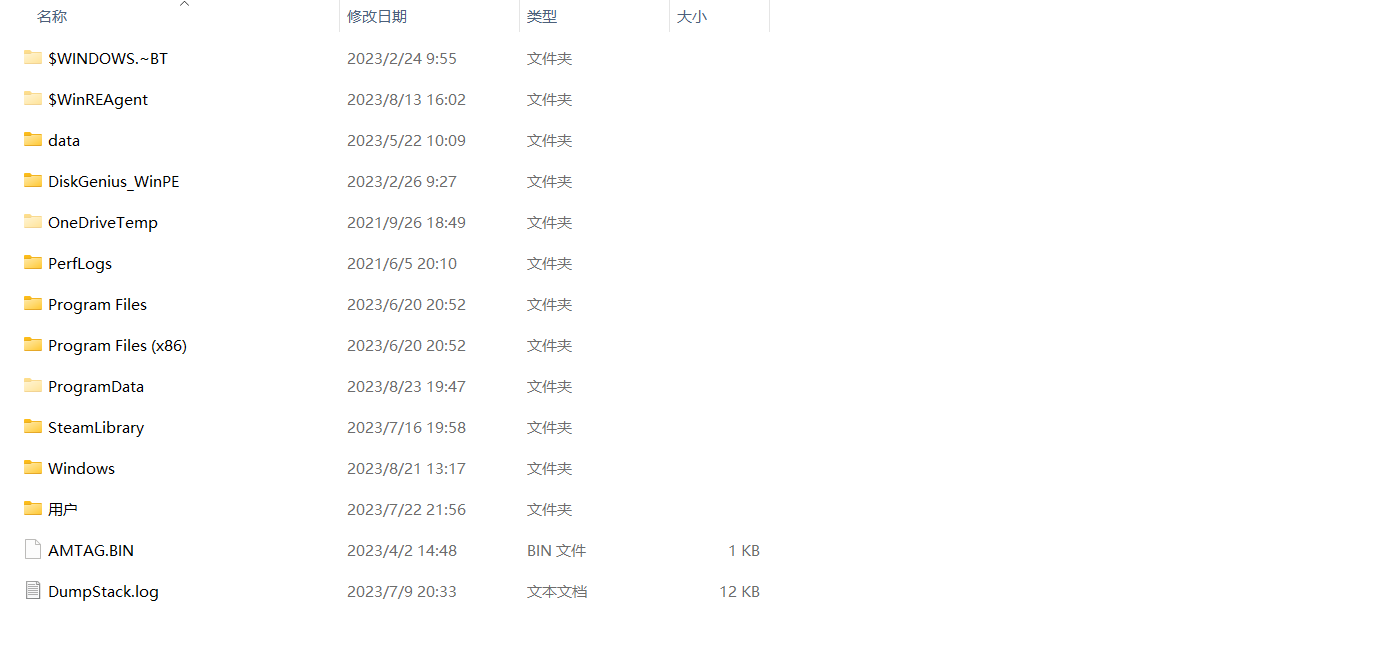 名称 修改日期 类型 大小
$WINDOWS.~BT 2023/2/24 9:55 文件夹
$WinREAgent 2023/8/13 16:02 文件夹
data 2023/5/22 10:09 文件夹
DiskGenius_WinPE 2023/2/26 9:27 文件夹
OneDriveTemp 2021/9/26 18:49 文件夹
PerfLogs 2021/6/5 20:10 文件夹
Program Files 2023/6/20 20:52 文件夹
Program Files (x86) 2023/6/20 20:52 文件夹
ProgramData 2023/8/23 19:47 文件夹
SteamLibrary 2023/7/16 19:58 文件夹
Windows 2023/8/21 13:17 文件夹
用户 2023/7/22 21:56 文件夹
AMTAG.BIN 2023/4/2 14:48 BIN 文件 1 KB
DumpStack.log 2023/7/9 20:33 文本文档 12 KB